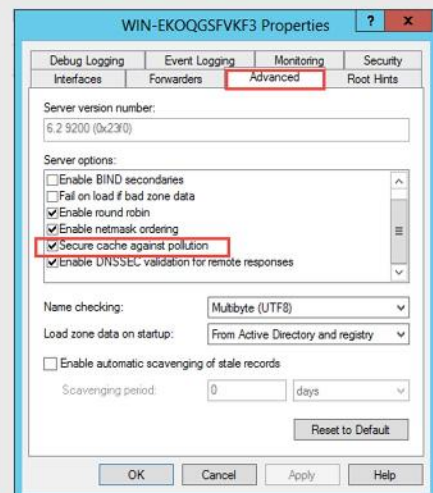 WIN-EKOQGSFVKF3 Properties ? x
Debug Logging Event Logging Monitoring Security
Interfaces Forwarders Advanced Root Hints
Server version number:
6.2 9200 (0x23f0)
Server options:
Enable BIND secondaries
Fail on load if bad zone data
Enable round robin
Enable netmask ordering
Secure cache against pollution
Enable DNSSEC validation for remote responses
Name checking: Multibyte (UTF8)
Load zone data on startup: From Active Directory and registry
Enable automatic scavenging of stale records
Scavenging period: 0 days
Reset to Default
OK Cancel Apply Help